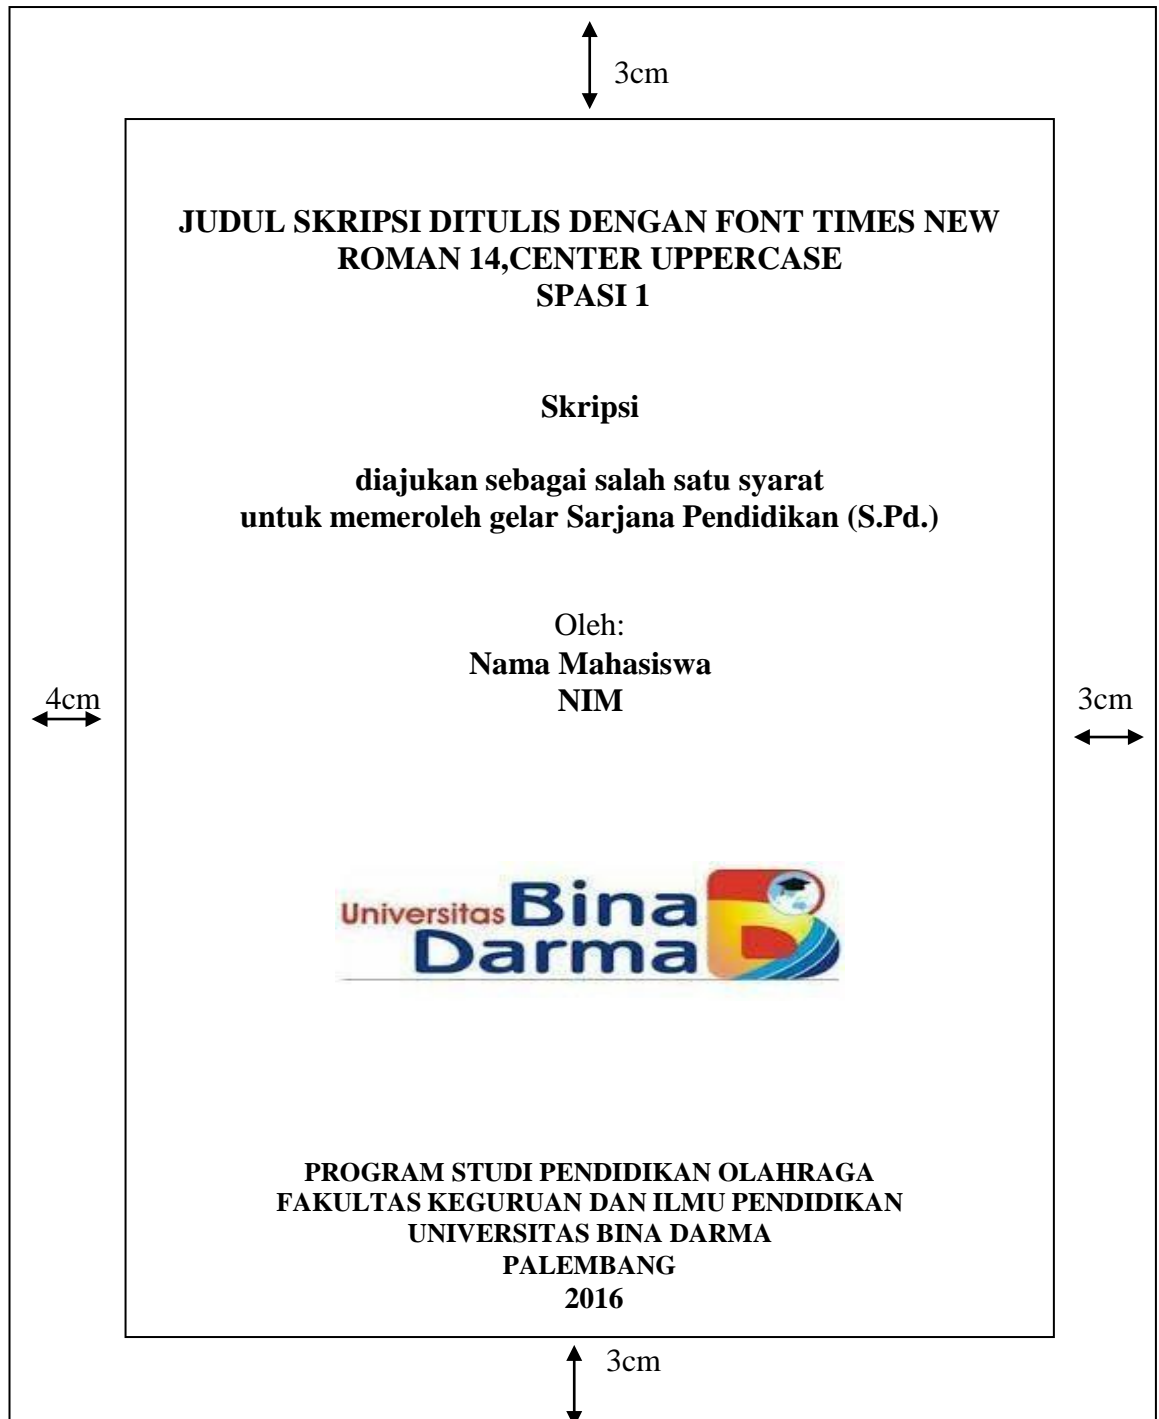 3cm
JUDUL SKRIPSI DITULIS DENGAN FONT TIMES NEW
ROMAN 14,CENTER UPPERCASE
SPASI 1
Skripsi
diajukan sebagai salah satu syarat
untuk memeroleh gelar Sarjana Pendidikan (S.Pd.)
Oleh:
Nama Mahasiswa
NIM
4cm
3cm
Universitas Bina
Darma
PROGRAM STUDI PENDIDIKAN OLAHRAGA
FAKULTAS KEGURUAN DAN ILMU PENDIDIKAN
UNIVERSITAS BINA DARMA
PALEMBANG
2016
3cm